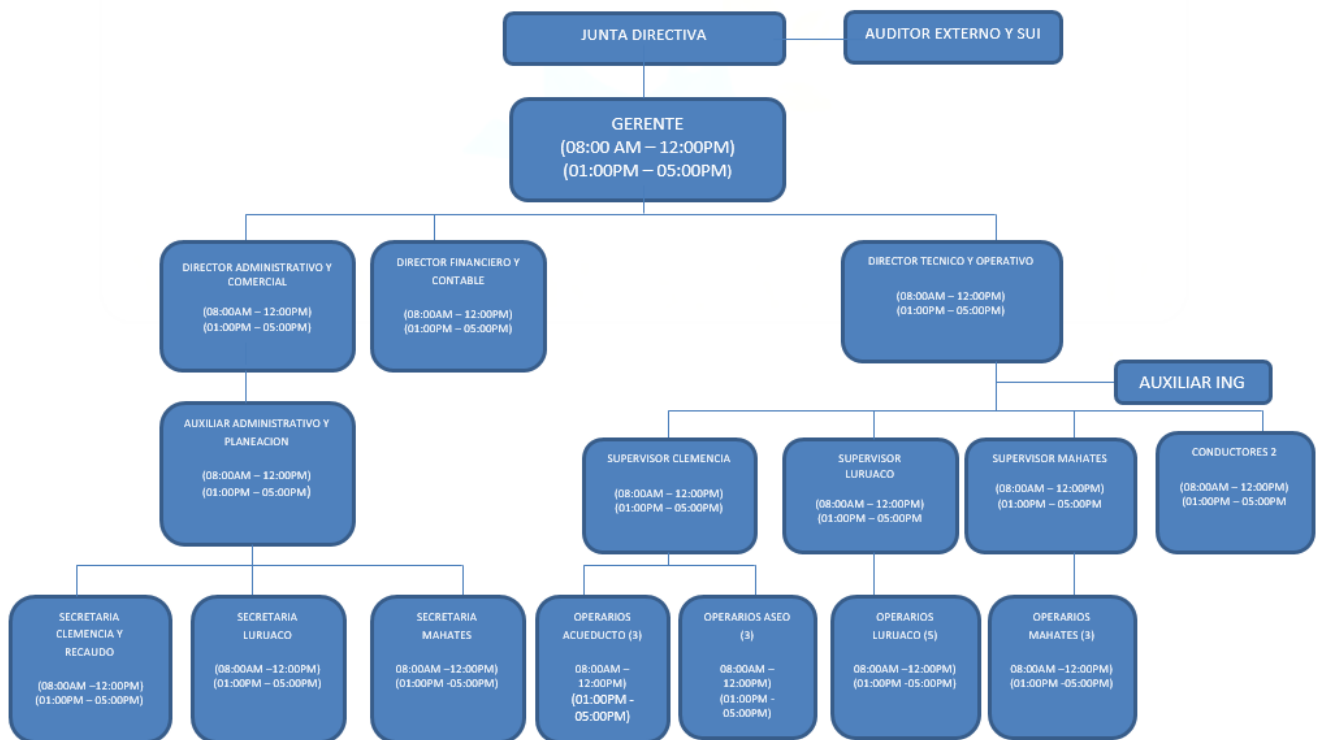 JUNTA DIRECTIVA
AUDITOR EXTERNO Y SUI
GERENTE
(08:00 AM – 12:00PM)
(01:00PM – 05:00PM)
DIRECTOR ADMINISTRATIVO Y
COMERCIAL
(08:00AM – 12:00PM)
(01:00PM – 05:00PM)
DIRECTOR FINANCIERO Y
CONTABLE
(08:00AM – 12:00PM)
(01:00PM – 05:00PM)
DIRECTOR TECNICO Y OPERATIVO
(08:00AM – 12:00PM)
(01:00PM – 05:00PM)
AUXILIAR ING
AUXILIAR ADMINISTRATIVO Y
PLANEACION
(08:00AM – 12:00PM)
(01:00PM – 05:00PM)
SUPERVISOR CLEMENCIA
(08:00AM – 12:00PM)
(01:00PM – 05:00PM)
SUPERVISOR
LURUACO
(08:00AM – 12:00PM)
(01:00PM – 05:00PM
SUPERVISOR MAHATES
(08:00AM – 12:00PM)
(01:00PM – 05:00PM
CONDUCTORES 2
(08:00AM – 12:00PM)
(01:00PM – 05:00PM
SECRETARIA
CLEMENCIA Y
RECAUDO
(08:00AM –12:00PM)
(01:00PM – 05:00PM)
SECRETARIA
LURUACO
(08:00AM –12:00PM)
(01:00PM – 05:00PM)
SECRETARIA
MAHATES
08:00AM –12:00PM)
(01:00PM -05:00PM)
OPERARIOS
ACUEDUCTO (3)
08:00AM –
12:00PM)
(01:00PM -
05:00PM)
OPERARIOS ASEO
(3)
08:00AM –
12:00PM)
(01:00PM -
05:00PM)
OPERARIOS
LURUACO (5)
08:00AM –12:00PM)
(01:00PM -05:00PM)
OPERARIOS
MAHATES (3)
08:00AM –12:00PM)
(01:00PM -05:00PM)